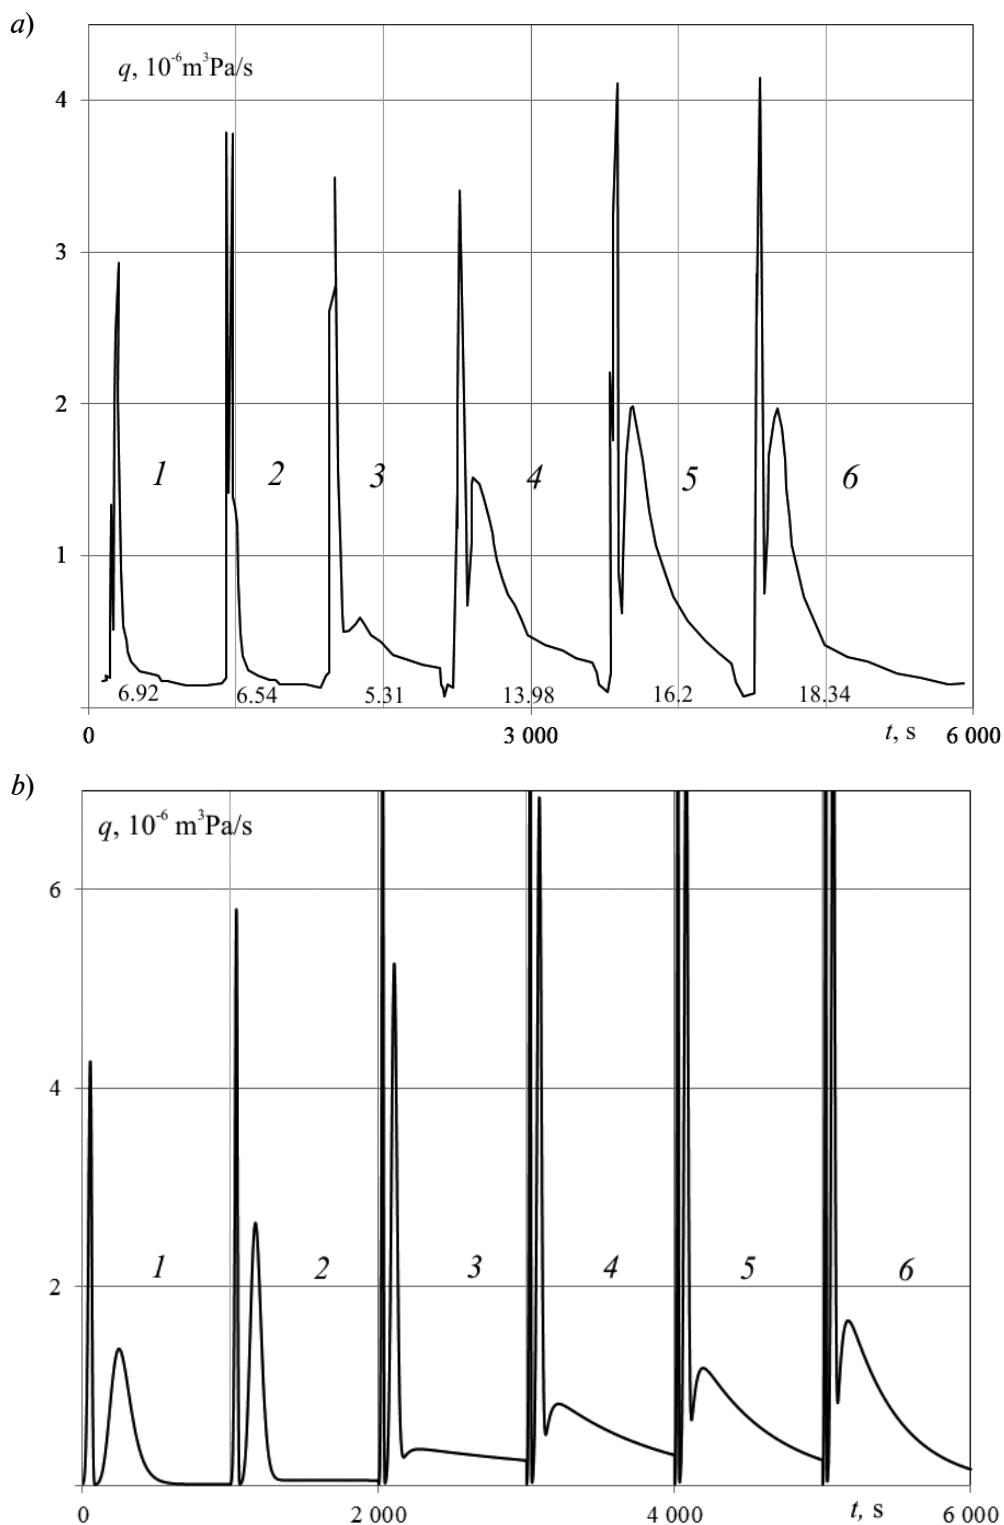 a)
q, 10⁻⁶m³Pa/s
4
3
2
1 2 3 4 5 6
1
6.92 6.54 5.31 13.98 16.2 18.34
0 3 000 t, s 6 000
b)
q, 10⁻⁶ m³Pa/s
6
4
1 2 3 4 5 6
2
0 2 000 4 000 t, s 6 000